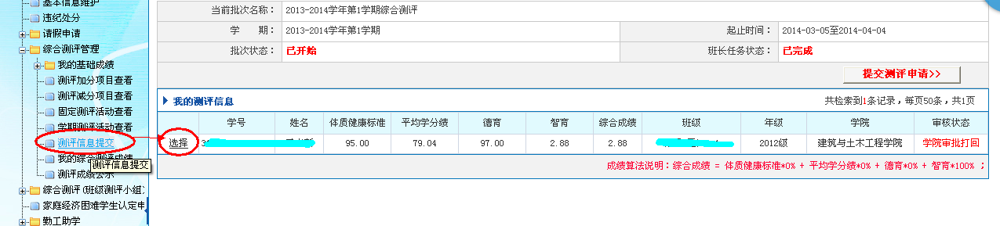 基本信息维护
违纪处分
请假申请
综合测评管理
我的基础成绩
测评加分项目查看
测评减分项目查看
固定测评活动查看
学期测评活动查看
测评信息提交
我的综合测评成绩
测评信息提交
测评成绩公示
综合测评(班级测评小组)
家庭经济困难学生认定申
勤工助学
当前批次名称: 2013-2014学年第1学期综合测评
学 期: 2013-2014学年第1学期 起止时间: 2014-03-05至2014-04-04
批次状态: 已开始 班长任务状态: 已完成
提交测评申请>>
我的测评信息 共检索到1条记录,每页50条,共1页
学号 姓名 体质健康标准 平均学分绩 德育 智育 综合成绩 班级 年级 学院 审核状态
选择 95.00 79.04 97.00 2.88 2.88 2012级 建筑与土木工程学院 学院审批打回
成绩算法说明:综合成绩 = 体质健康标准*0% + 平均学分绩*0% + 德育*0% + 智育*100% ;